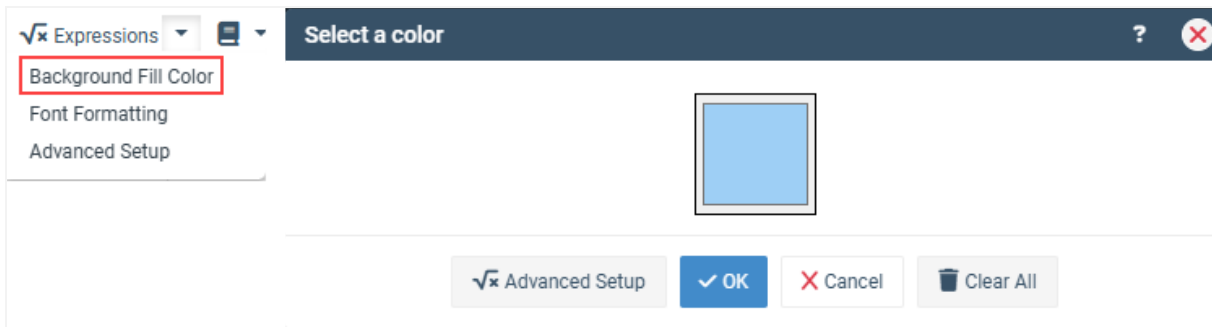 √x Expressions
Background Fill Color
Font Formatting
Advanced Setup
Select a color ?
√x Advanced Setup OK Cancel Clear All